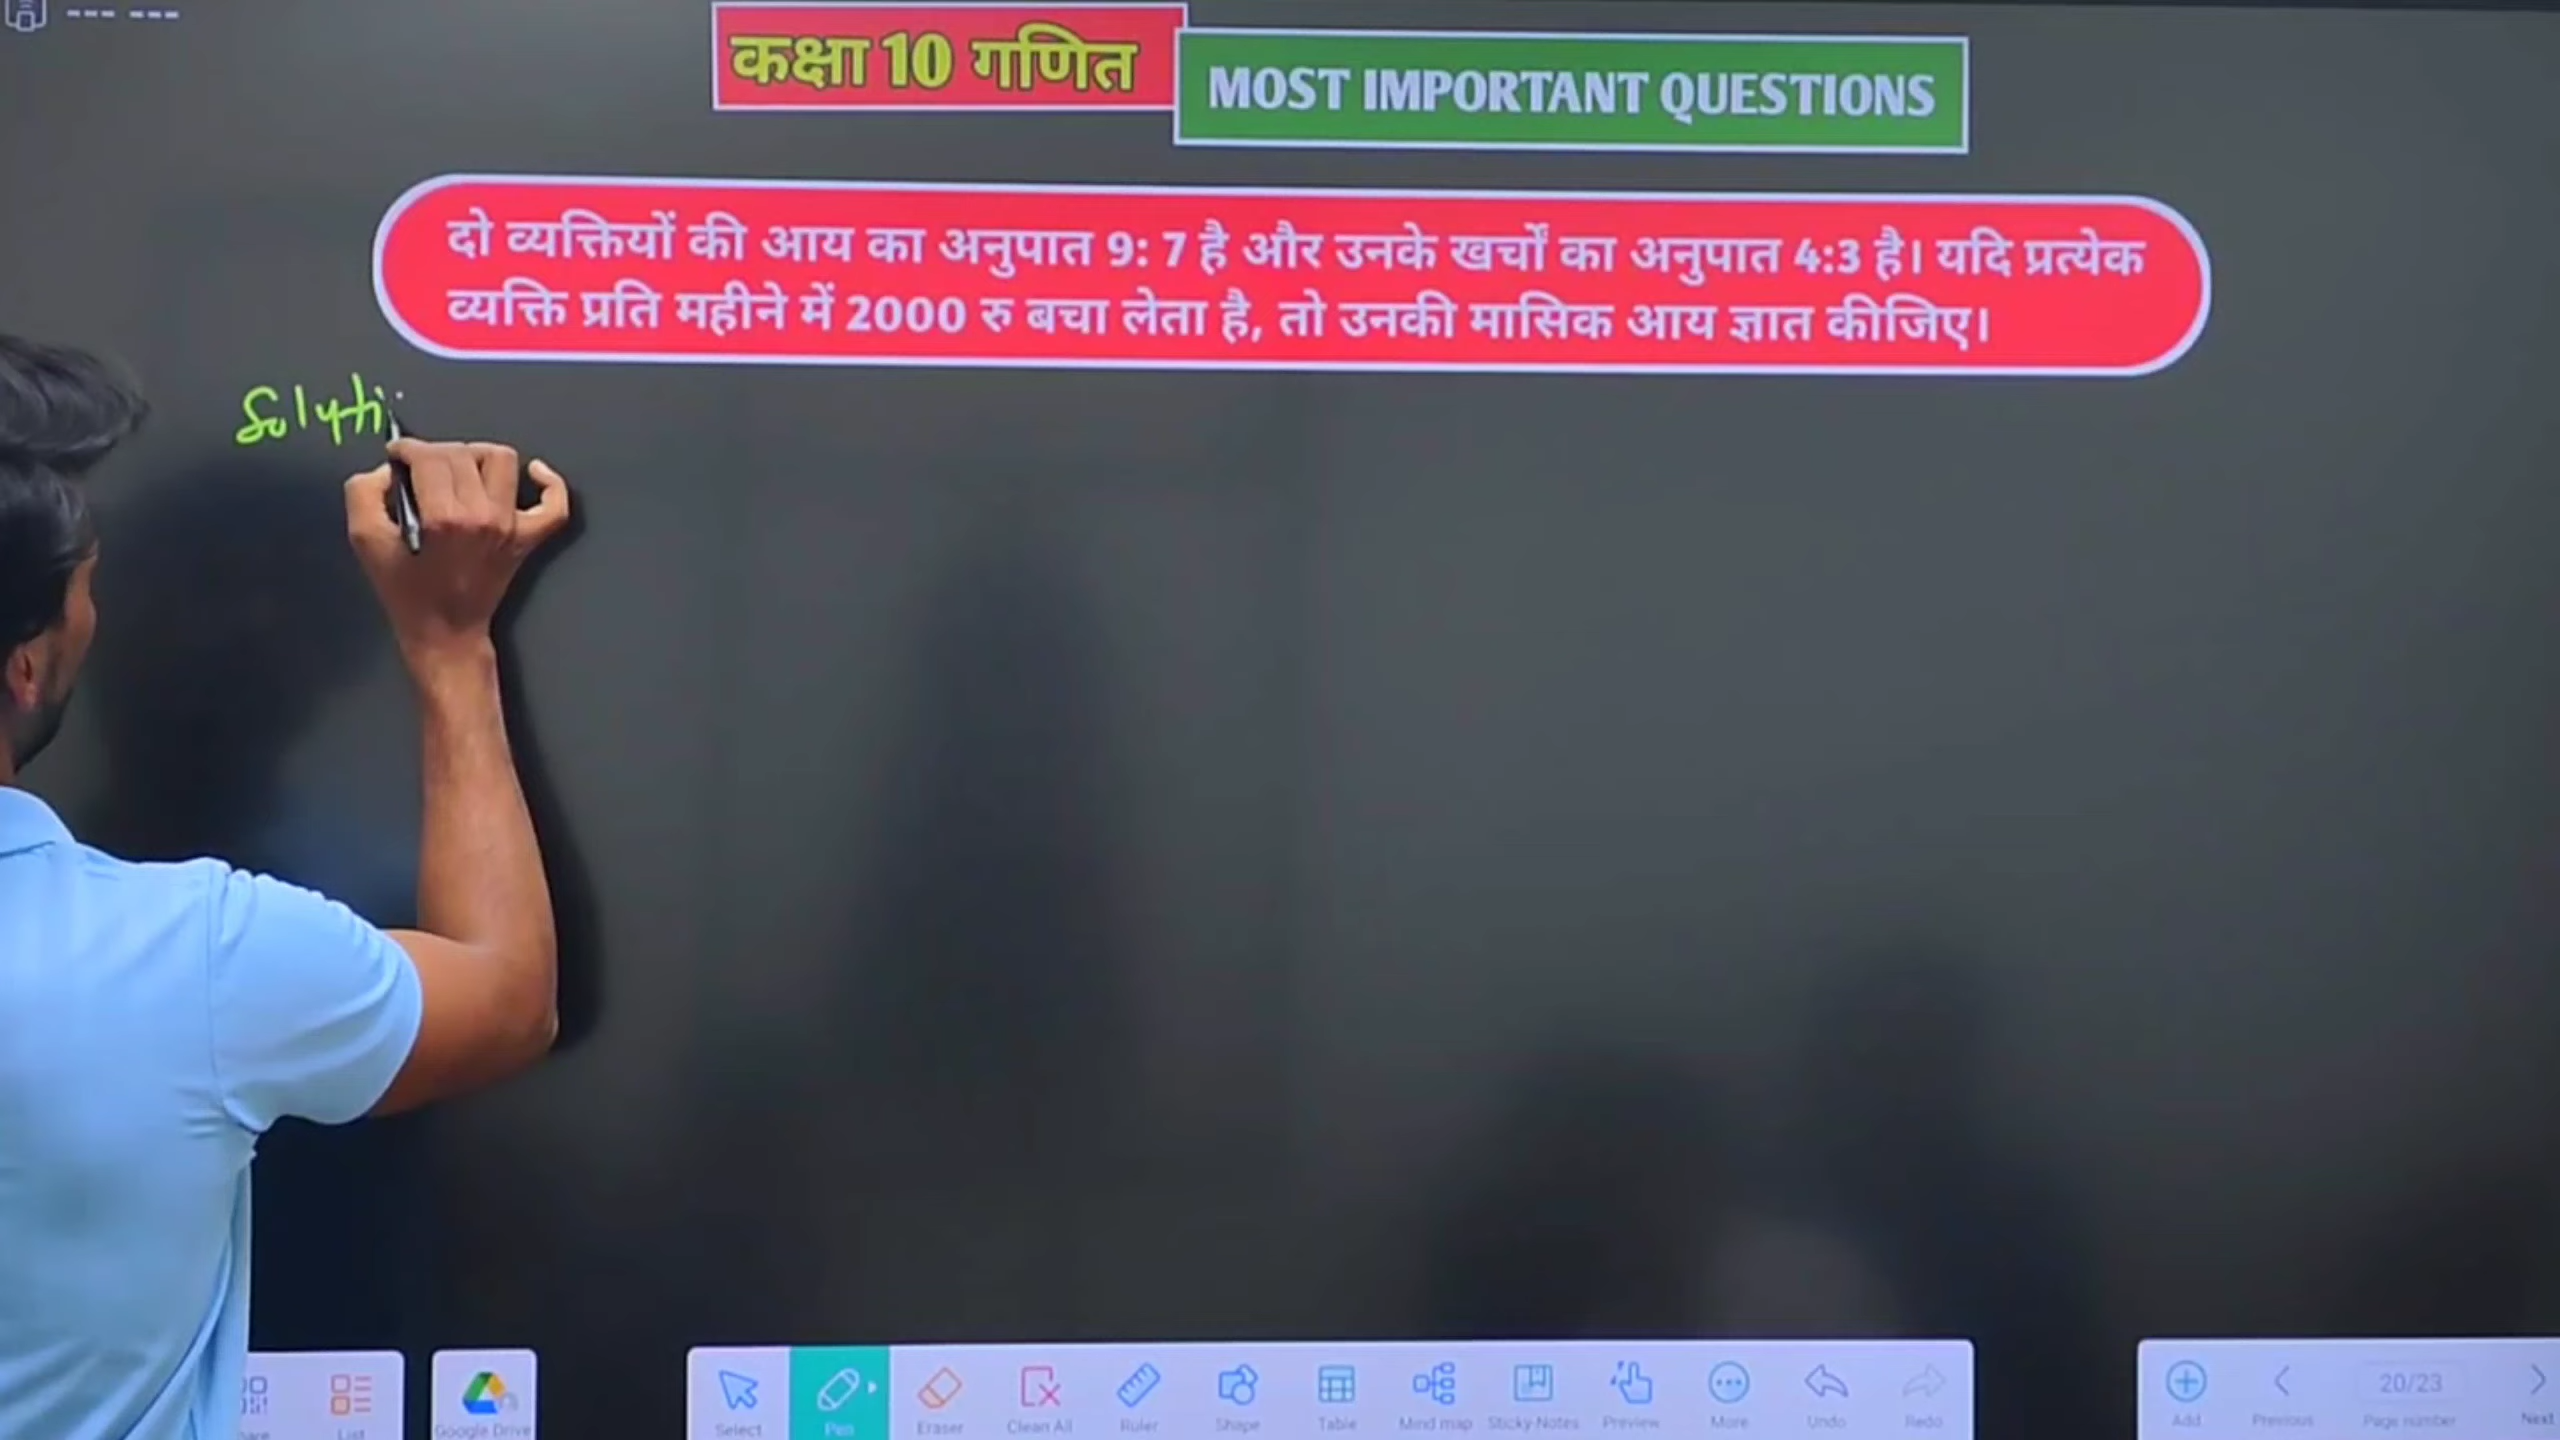 कक्षा 10 गणित
MOST IMPORTANT QUESTIONS
दो व्यक्तियों की आय का अनुपात 9: 7 है और उनके खर्चों का अनुपात 4:3 है। यदि प्रत्येक
व्यक्ति प्रति महीने में 2000 रु बचा लेता है, तो उनकी मासिक आय ज्ञात कीजिए।
Soluti
List
Google Drive
Select
Pen
Eraser
Clean All
Ruler
Shape
Table
Mind map
Sticky Notes
Preview
More
Undo
Redo
Add
Previous
20/23
Page number
Next